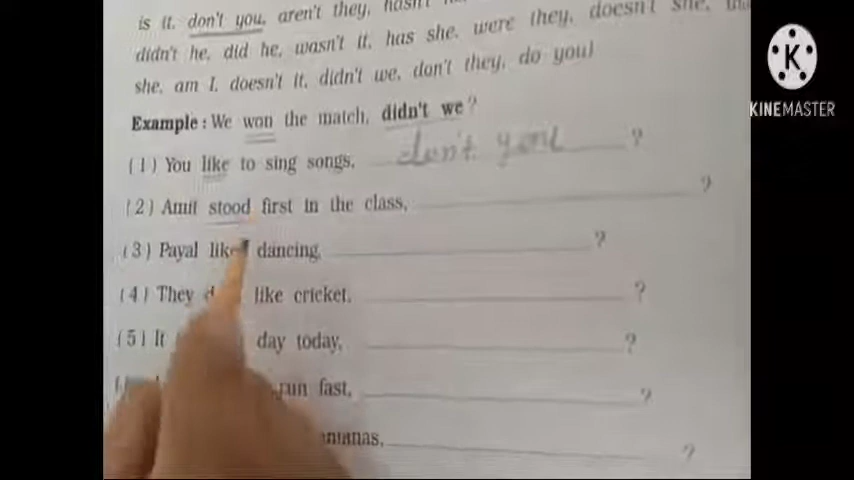 is it, don't you, aren't they,
didn't he, did he, wasn't it, has she, were they, doesn't she,
she, am I, doesn't it, didn't we, don't they, do you)
Example : We won the match, didn't we?
(1) You like to sing songs, don't you ?
(2) Amit stood first in the class, ?
(3) Payal dancing, ?
(4) They like cricket, ?
(5) It day today, ?
run fast, ?
?
K
KINEMASTER